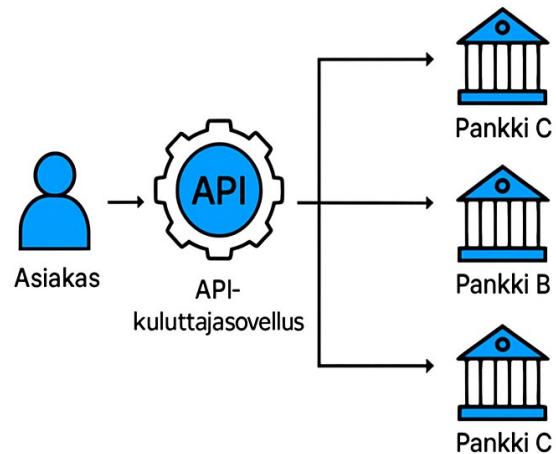 Asiakas
API
API-
kuluttajasovellus
Pankki C
Pankki B
Pankki C